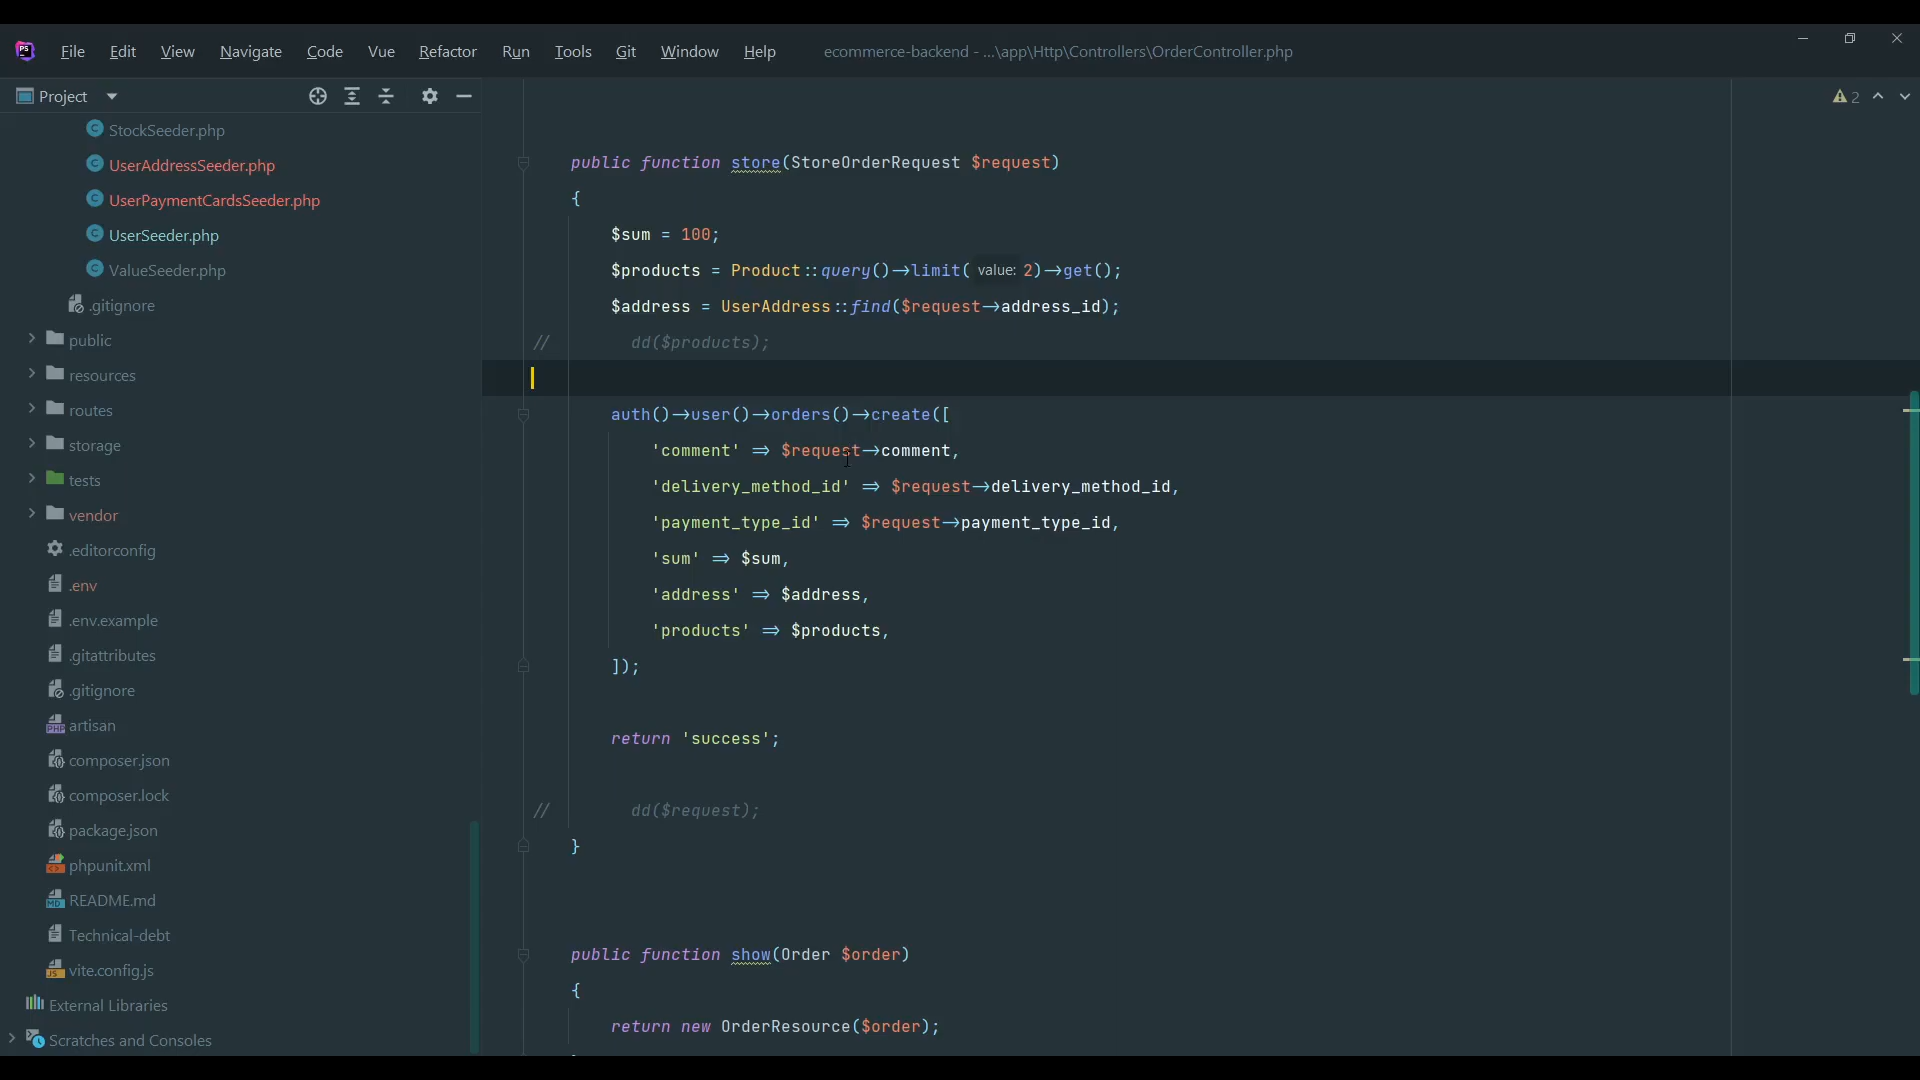 PS File Edit View Navigate Code Vue Refactor Run Tools Git Window Help ecommerce-backend - ...\app\Http\Controllers\OrderController.php
Project
2
StockSeeder.php
UserAddressSeeder.php
UserPaymentCardsSeeder.php
UserSeeder.php
ValueSeeder.php
.gitignore
public
resources
routes
storage
tests
vendor
.editorconfig
.env
.env.example
.gitattributes
.gitignore
artisan
composer.json
composer.lock
package.json
phpunit.xml
README.md
Technical-debt
vite.config.js
External Libraries
Scratches and Consoles
public function store(StoreOrderRequest $request)
{
$sum = 100;
$products = Product::query()->limit( value: 2)->get();
$address = UserAddress::find($request->address_id);
// dd($products);
auth()->user()->orders()->create([
'comment' => $request->comment,
'delivery_method_id' => $request->delivery_method_id,
'payment_type_id' => $request->payment_type_id,
'sum' => $sum,
'address' => $address,
'products' => $products,
]);
return 'success';
// dd($request);
}
public function show(Order $order)
{
return new OrderResource($order);